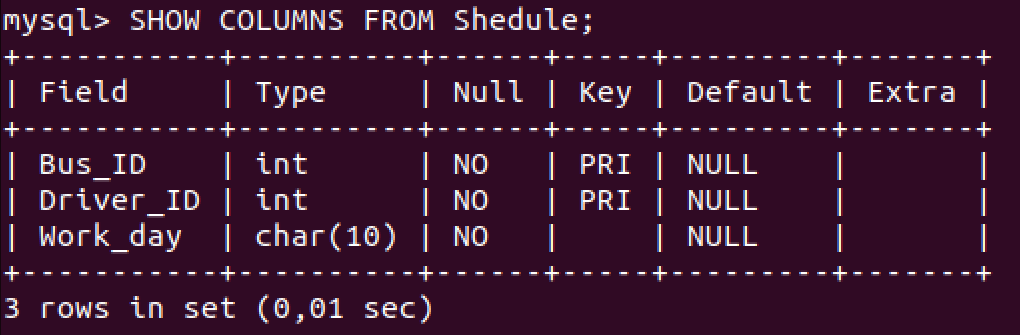 mysql> SHOW COLUMNS FROM Shedule;
+-----------+----------+------+-----+---------+-------+
| Field     | Type     | Null | Key | Default | Extra |
+-----------+----------+------+-----+---------+-------+
| Bus_ID    | int      | NO   | PRI | NULL    |       |
| Driver_ID | int      | NO   | PRI | NULL    |       |
| Work_day  | char(10) | NO   |     | NULL    |       |
+-----------+----------+------+-----+---------+-------+
3 rows in set (0,01 sec)